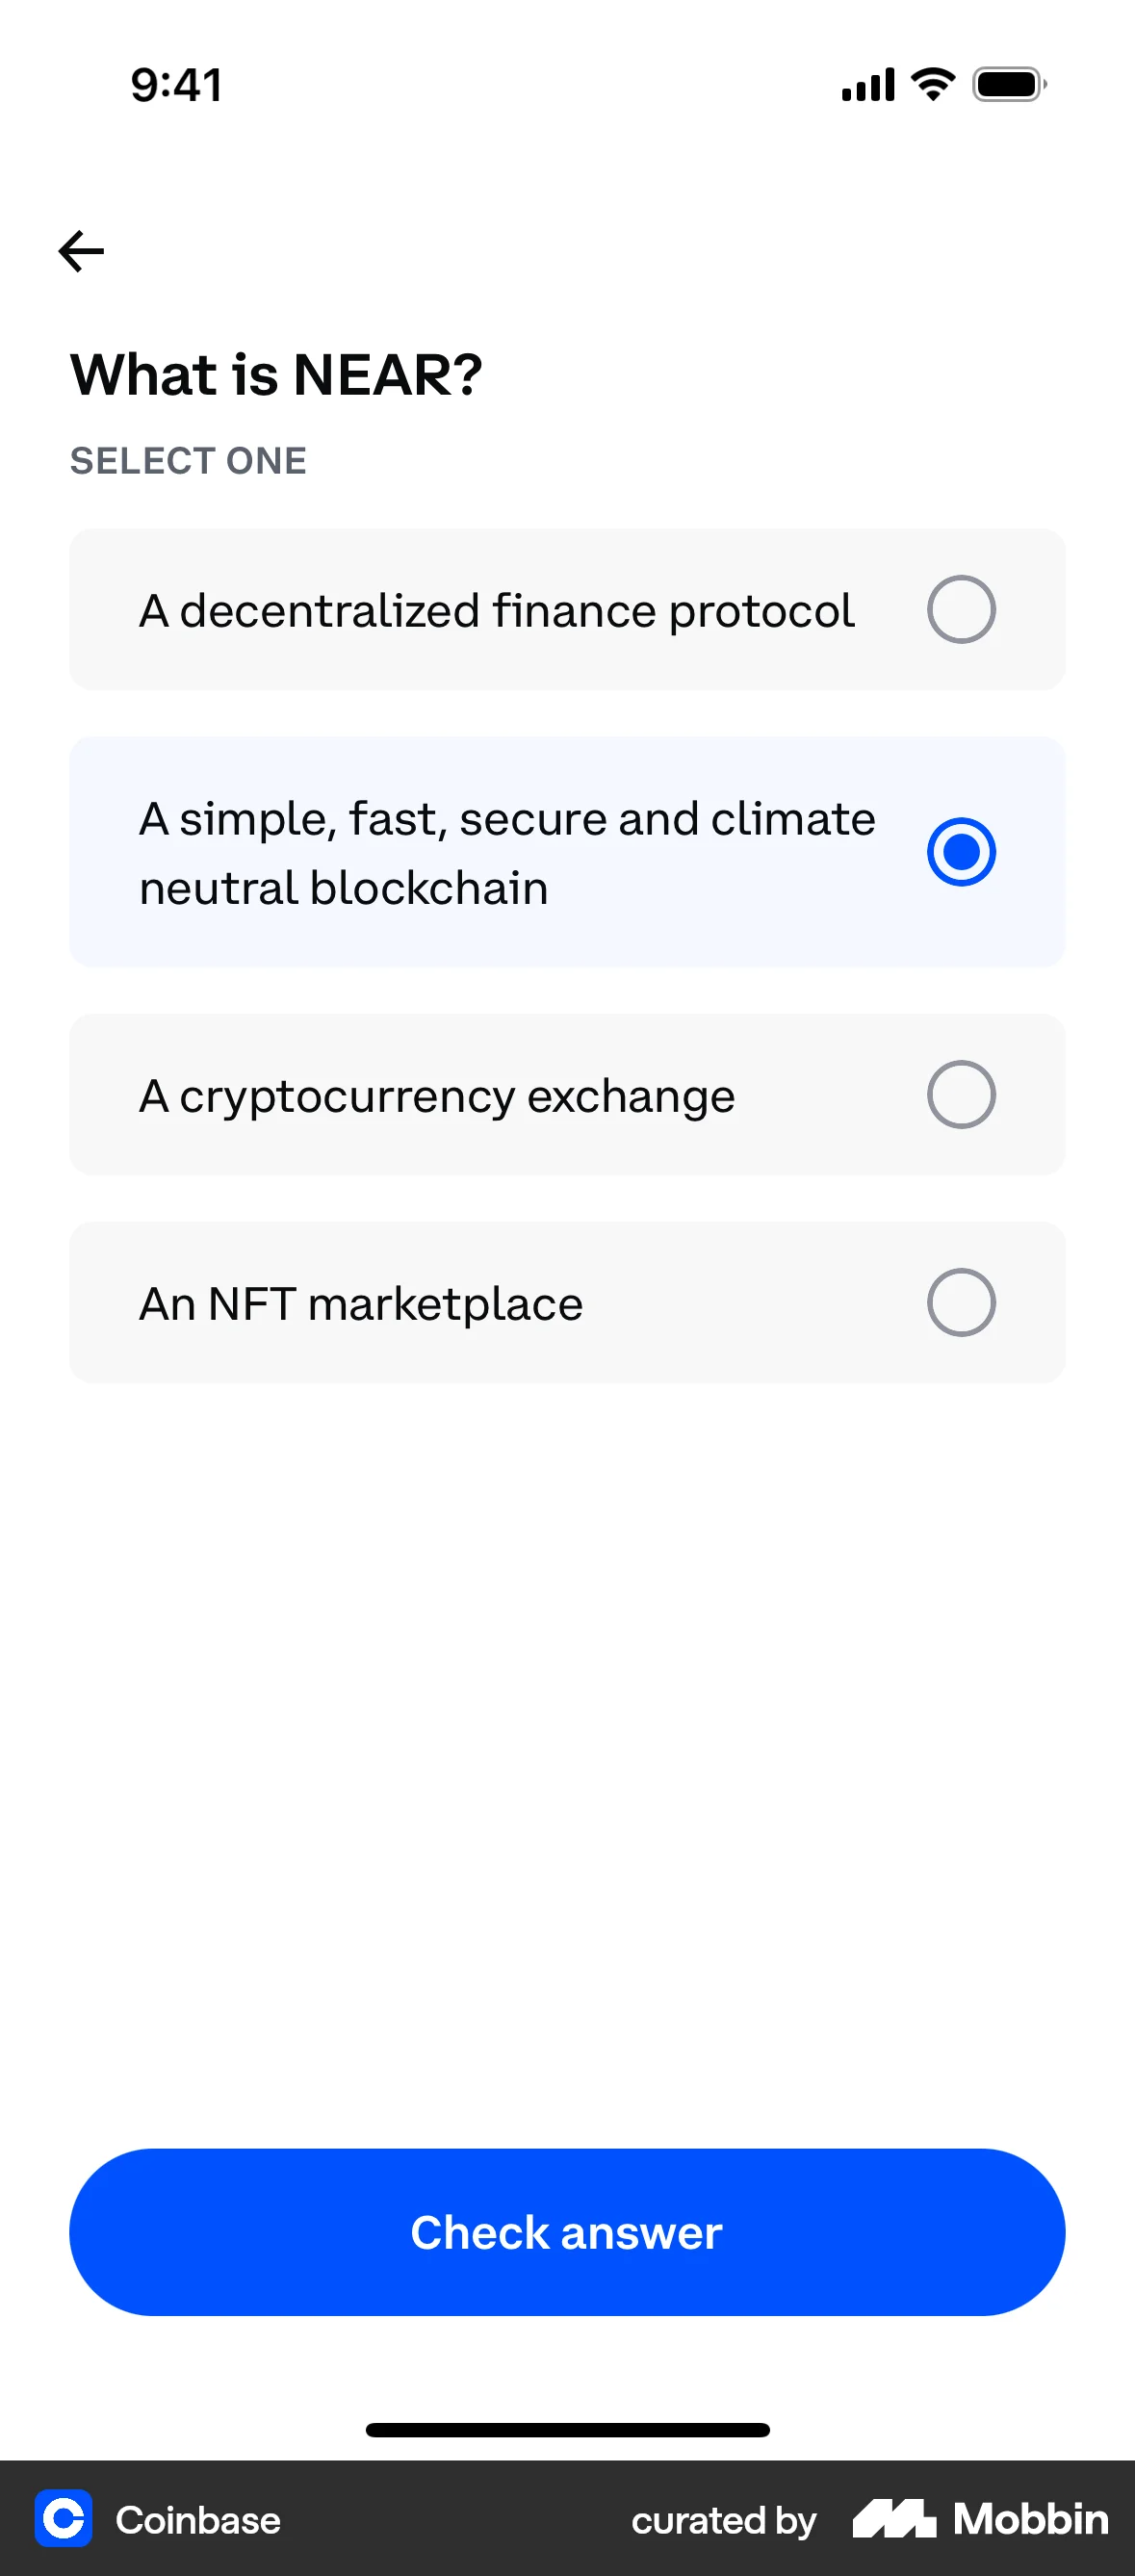 9:41
What is NEAR?
SELECT ONE
A decentralized finance protocol
A simple, fast, secure and climate
neutral blockchain
A cryptocurrency exchange
An NFT marketplace
Check answer
Coinbase
curated by Mobbin